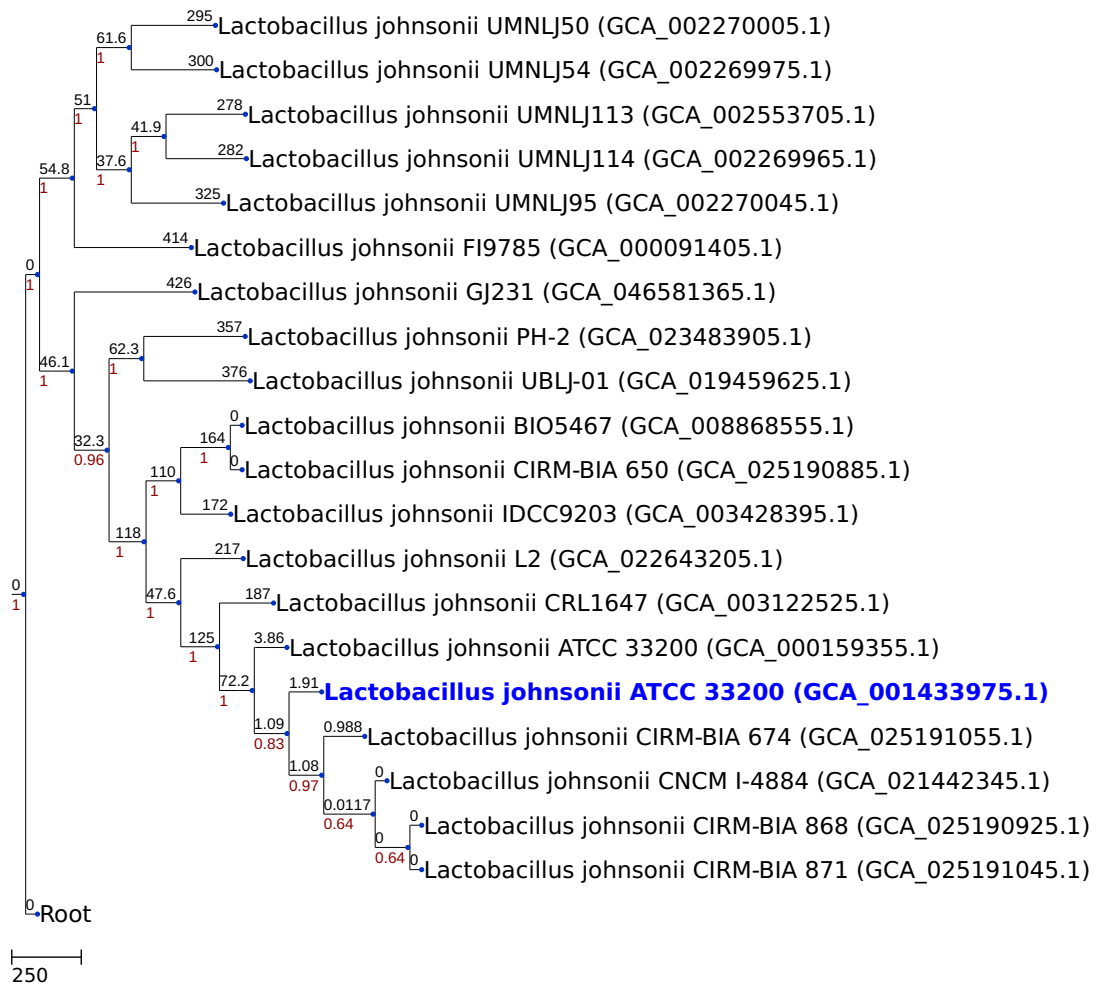 295
Lactobacillus johnsonii UMNLJ50 (GCA_002270005.1)
61.6
1
300
Lactobacillus johnsonii UMNLJ54 (GCA_002269975.1)
51
1
278
Lactobacillus johnsonii UMNLJ113 (GCA_002553705.1)
41.9
1
282
Lactobacillus johnsonii UMNLJ114 (GCA_002269965.1)
37.6
1
54.8
1
325
Lactobacillus johnsonii UMNLJ95 (GCA_002270045.1)
414
Lactobacillus johnsonii FI9785 (GCA_000091405.1)
0
1
426
Lactobacillus johnsonii GJ231 (GCA_046581365.1)
357
Lactobacillus johnsonii PH-2 (GCA_023483905.1)
62.3
1
46.1
1
376
Lactobacillus johnsonii UBLJ-01 (GCA_019459625.1)
0
Lactobacillus johnsonii BIO5467 (GCA_008868555.1)
32.3
0.96
164
1
0
Lactobacillus johnsonii CIRM-BIA 650 (GCA_025190885.1)
110
1
172
Lactobacillus johnsonii IDCC9203 (GCA_003428395.1)
118
1
217
Lactobacillus johnsonii L2 (GCA_022643205.1)
0
1
47.6
1
187
Lactobacillus johnsonii CRL1647 (GCA_003122525.1)
125
1
3.86
Lactobacillus johnsonii ATCC 33200 (GCA_000159355.1)
72.2
1
1.91
Lactobacillus johnsonii ATCC 33200 (GCA_001433975.1)
1.09
0.83
0.988
Lactobacillus johnsonii CIRM-BIA 674 (GCA_025191055.1)
1.08
0.97
0
Lactobacillus johnsonii CNCM I-4884 (GCA_021442345.1)
0.0117
0.64
0
Lactobacillus johnsonii CIRM-BIA 868 (GCA_025190925.1)
0
0.64
0
Lactobacillus johnsonii CIRM-BIA 871 (GCA_025191045.1)
0
Root
250